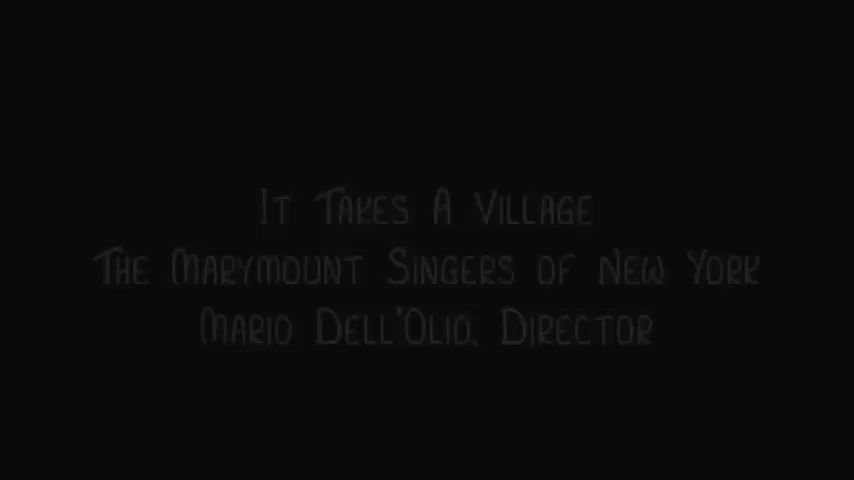 It Takes A Village
The Marymount Singers of New York
Mario Dell'Olio, Director